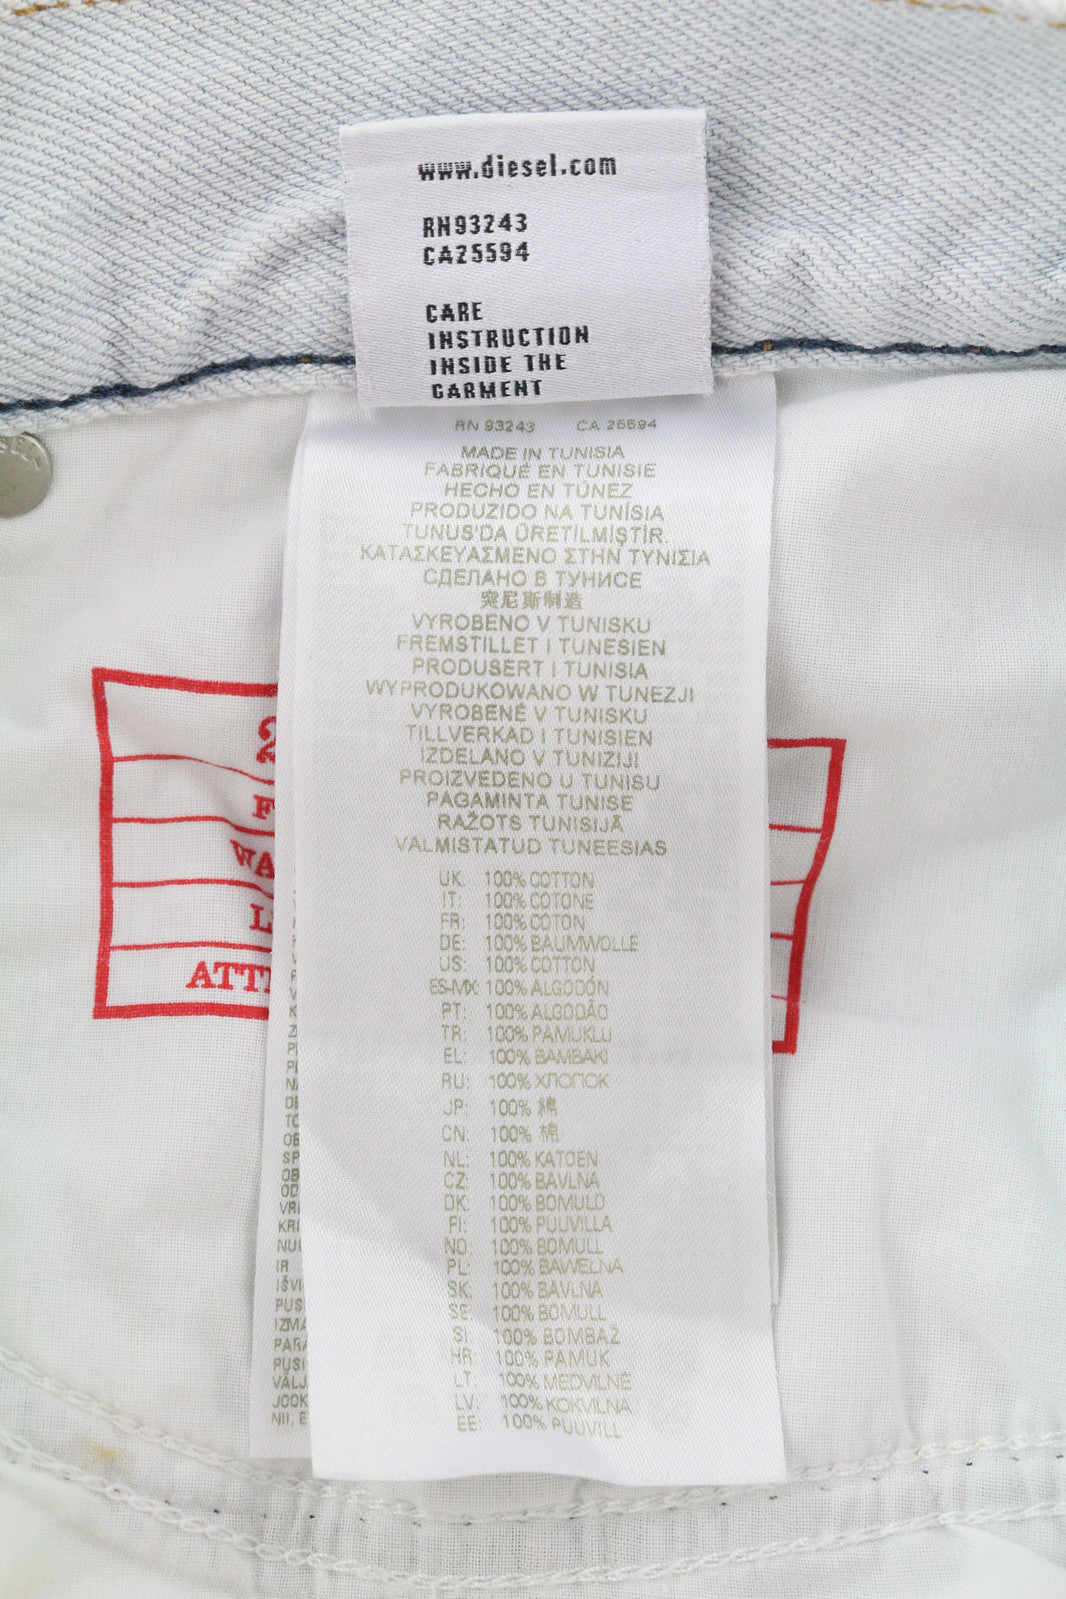 www.diesel.com
RN93243
CA25594
CARE
INSTRUCTION
INSIDE THE
GARMENT
RN 93243 CA 25594
MADE IN TUNISIA
FABRIQUÉ EN TUNISIE
HECHO EN TÚNEZ
PRODUZIDO NA TUNÍSIA
TUNUS'DA ÜRETİLMİŞTİR.
ΚΑΤΑΣΚΕΥΑΣΜΕΝΟ ΣΤΗΝ ΤΥΝΙΣΙΑ
СДЕЛАНО В ТУНИСЕ
突尼斯制造
VYROBENO V TUNISKU
FREMSTILLET I TUNESIEN
PRODUSERT I TUNISIA
WYPRODUKOWANO W TUNEZJI
VYROBENÉ V TUNISKU
TILLVERKAD I TUNISIEN
IZDELANO V TUNIZIJI
PROIZVEDENO U TUNISU
PAGAMINTA TUNISE
RAŽOTS TUNISIJĀ
VALMISTATUD TUNEESIAS
UK: 100% COTTON
IT: 100% COTONE
FR: 100% COTON
DE: 100% BAUMWOLLE
US: 100% COTTON
ES-MX: 100% ALGODÓN
PT: 100% ALGODÃO
TR: 100% PAMUKLU
EL: 100% ΒΑΜΒΑΚΙ
RU: 100% ХЛОПОК
JP: 100% 綿
CN: 100% 棉
NL: 100% KATOEN
CZ: 100% BAVLNA
DK: 100% BOMULD
FI: 100% PUUVILLA
NO: 100% BOMULL
PL: 100% BAWEŁNA
SK: 100% BAVLNA
SE: 100% BOMULL
SI: 100% BOMBAŽ
HR: 100% PAMUK
LT: 100% MEDVILNĖ
LV: 100% KOKVILNA
EE: 100% PUUVILL
2
F
WA
L
ATT